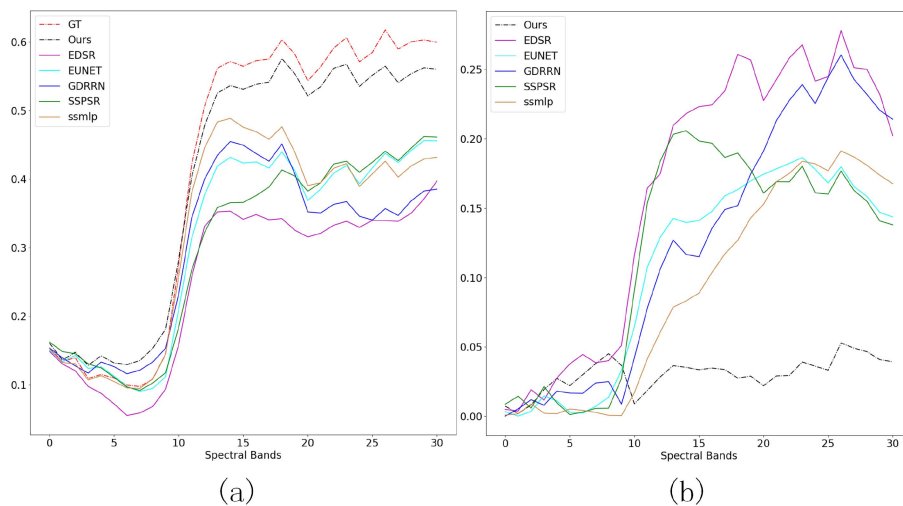 GT
Ours
EDSR
EUNET
GDRRN
SSPSR
ssmlp
0.6
0.5
0.4
0.3
0.2
0.1
0 5 10 15 20 25 30
Spectral Bands
(a)
Ours
EDSR
EUNET
GDRRN
SSPSR
ssmlp
0.25
0.20
0.15
0.10
0.05
0.00
0 5 10 15 20 25 30
Spectral Bands
(b)